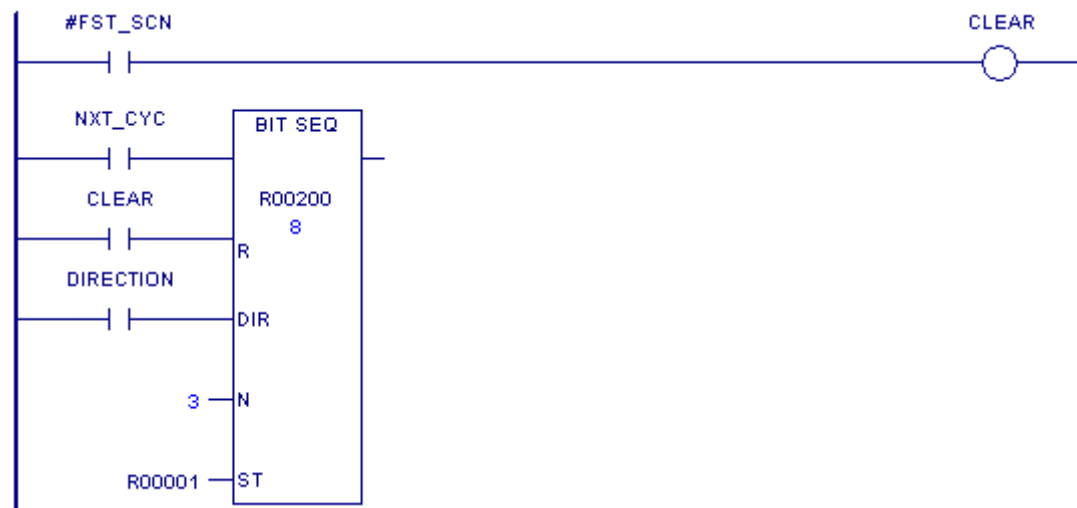 #FST_SCN
CLEAR
NXT_CYC
BIT SEQ
CLEAR
R00200
8
R
DIRECTION
DIR
3
N
R00001
ST